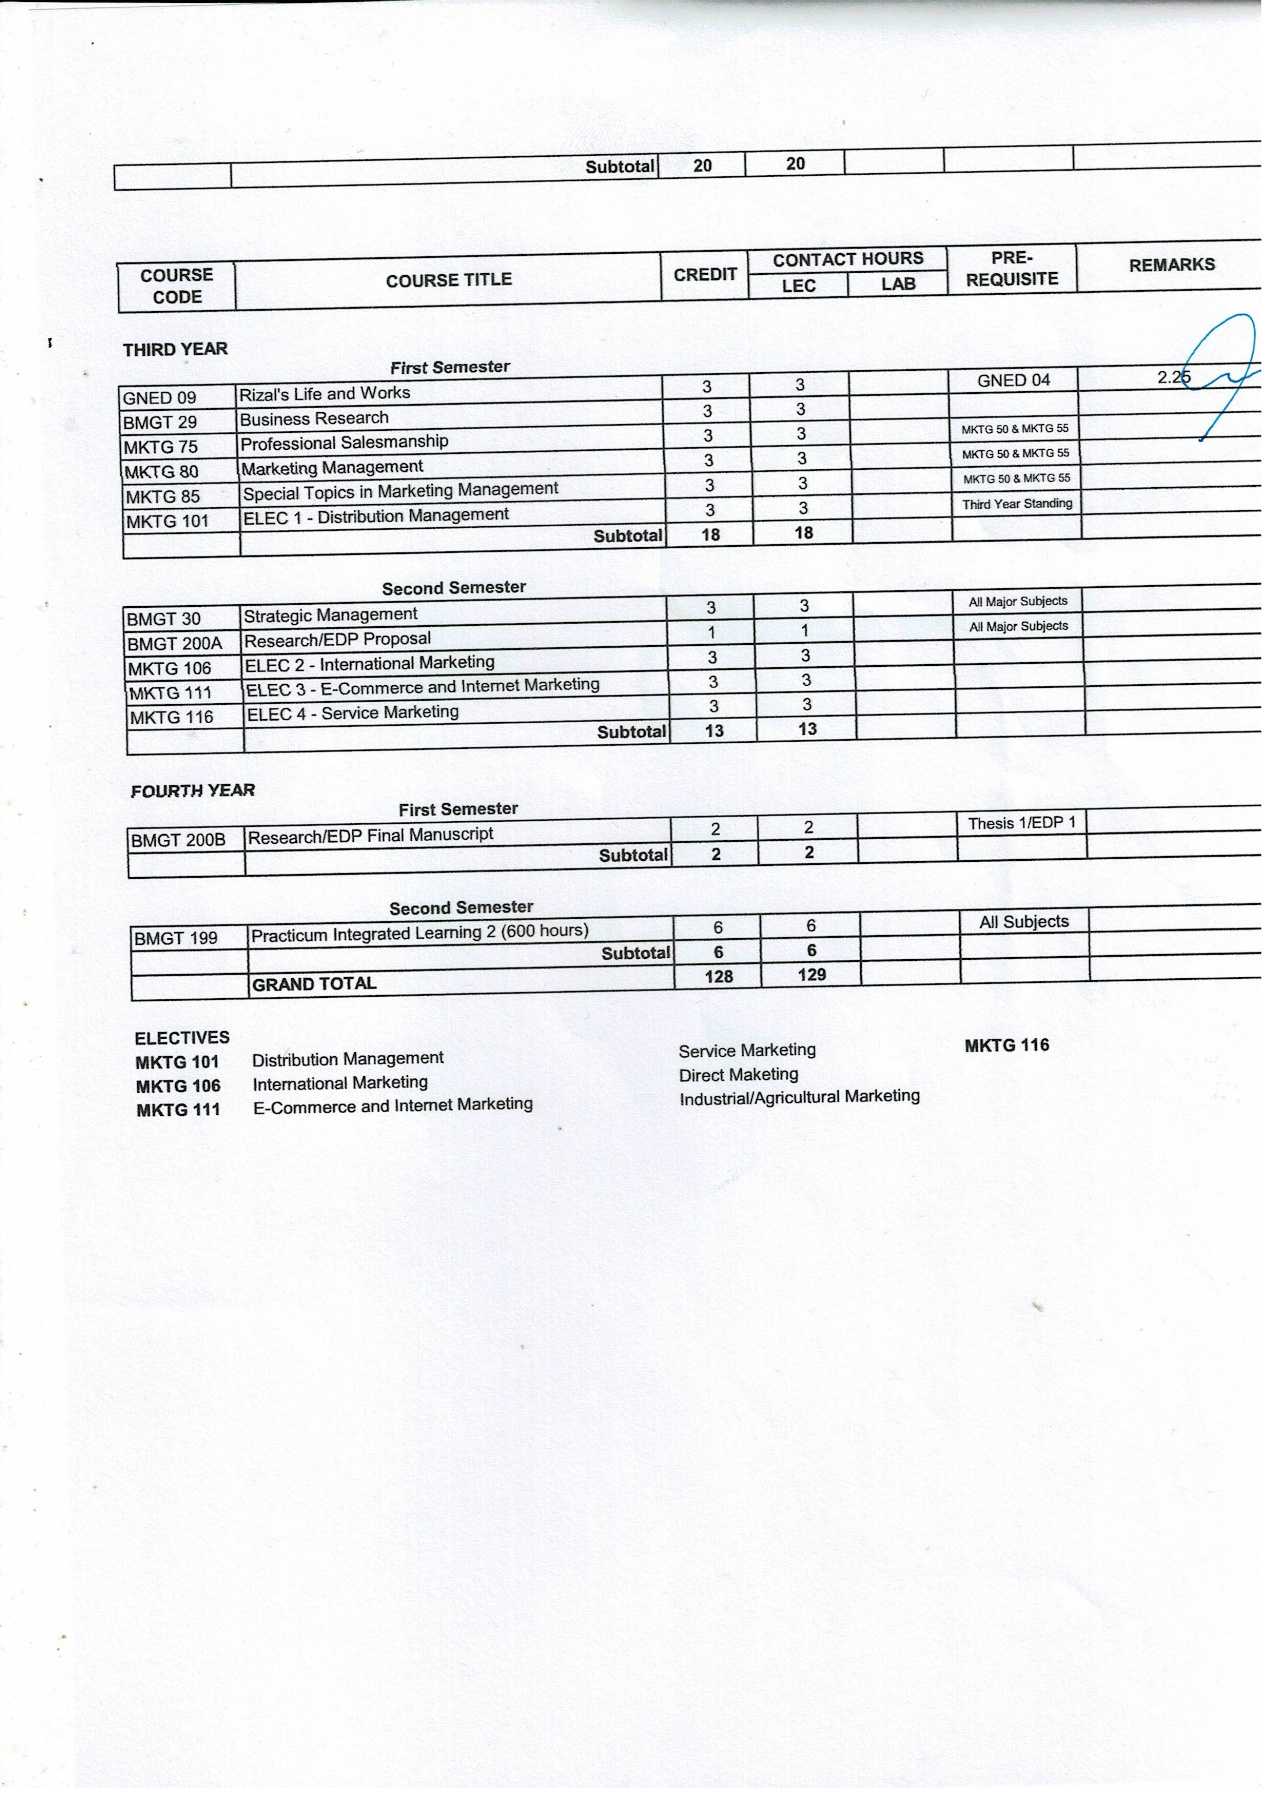 Subtotal 20 20
COURSE CODE COURSE TITLE CREDIT CONTACT HOURS LEC LAB PRE-REQUISITE REMARKS
THIRD YEAR
First Semester
GNED 09 Rizal's Life and Works 3 3 GNED 04 2.25
BMGT 29 Business Research 3 3
MKTG 75 Professional Salesmanship 3 3 MKTG 50 & MKTG 55
MKTG 80 Marketing Management 3 3 MKTG 50 & MKTG 55
MKTG 85 Special Topics in Marketing Management 3 3 MKTG 50 & MKTG 55
MKTG 101 ELEC 1 - Distribution Management 3 3 Third Year Standing
Subtotal 18 18
Second Semester
BMGT 30 Strategic Management 3 3 All Major Subjects
BMGT 200A Research/EDP Proposal 1 1 All Major Subjects
MKTG 106 ELEC 2 - International Marketing 3 3
MKTG 111 ELEC 3 - E-Commerce and Internet Marketing 3 3
MKTG 116 ELEC 4 - Service Marketing 3 3
Subtotal 13 13
FOURTH YEAR
First Semester
BMGT 200B Research/EDP Final Manuscript 2 2 Thesis 1/EDP 1
Subtotal 2 2
Second Semester
BMGT 199 Practicum Integrated Learning 2 (600 hours) 6 6 All Subjects
Subtotal 6 6
GRAND TOTAL 128 129
ELECTIVES
MKTG 101 Distribution Management Service Marketing MKTG 116
MKTG 106 International Marketing Direct Maketing
MKTG 111 E-Commerce and Internet Marketing Industrial/Agricultural Marketing